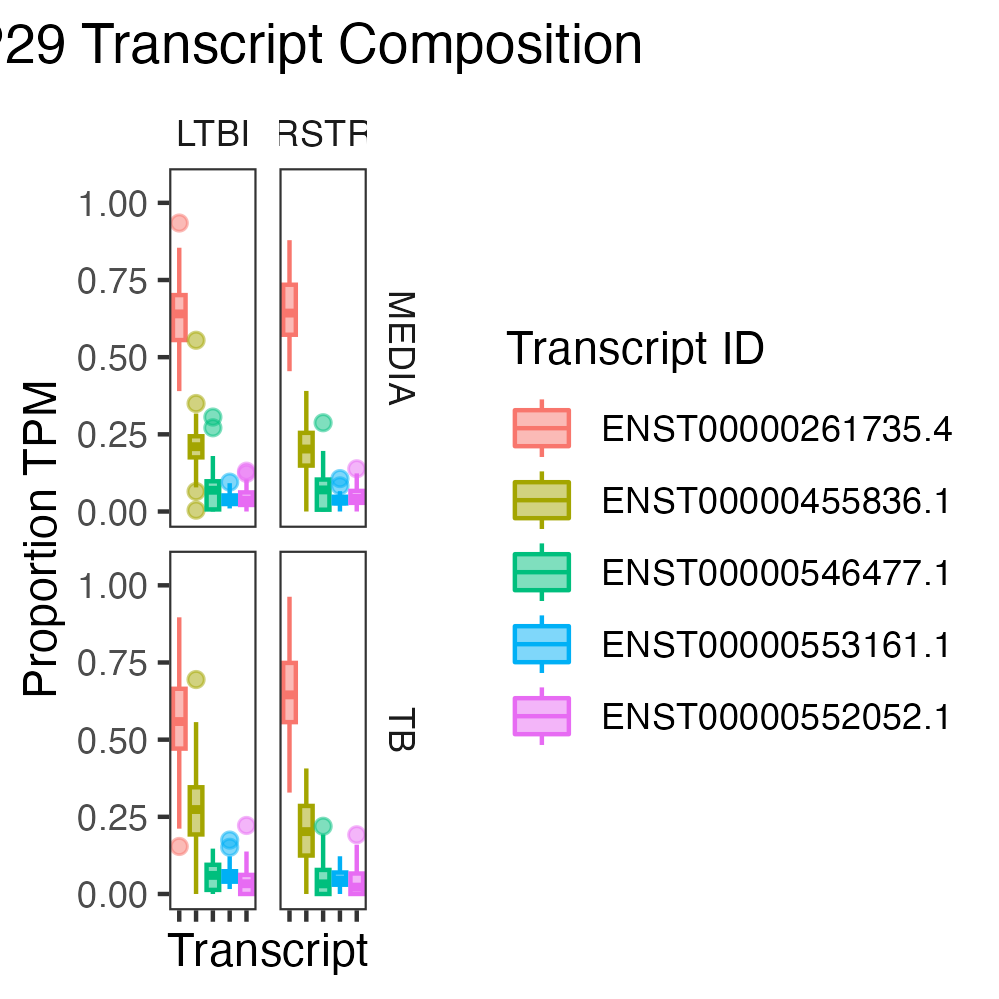 29 Transcript Composition
LTBI RSTR
1.00
0.75
0.50
0.25
0.00
MEDIA
1.00
0.75
0.50
0.25
0.00
TB
Proportion TPM
Transcript
Transcript ID
ENST00000261735.4
ENST00000455836.1
ENST00000546477.1
ENST00000553161.1
ENST00000552052.1